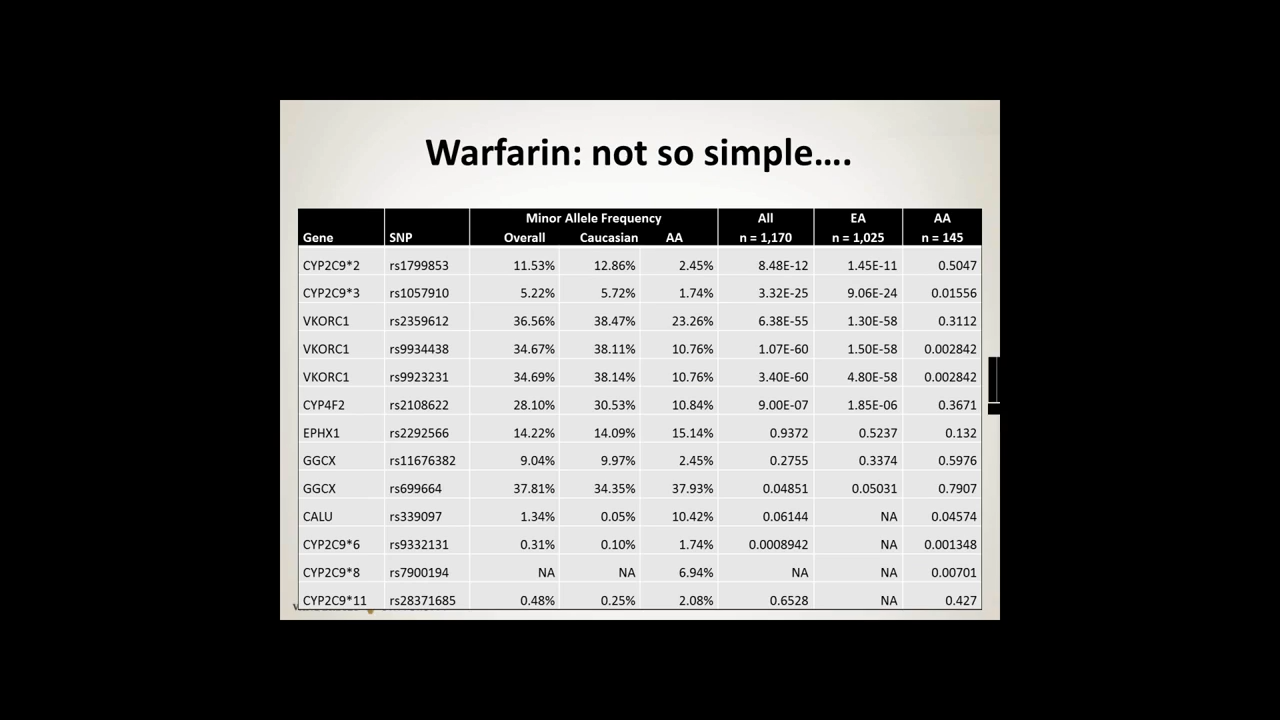 Warfarin: not so simple....
Minor Allele Frequency All EA AA
Gene SNP Overall Caucasian AA n = 1,170 n = 1,025 n = 145
CYP2C9*2 rs1799853 11.53% 12.86% 2.45% 8.48E-12 1.45E-11 0.5047
CYP2C9*3 rs1057910 5.22% 5.72% 1.74% 3.32E-25 9.06E-24 0.01556
VKORC1 rs2359612 36.56% 38.47% 23.26% 6.38E-55 1.30E-58 0.3112
VKORC1 rs9934438 34.67% 38.11% 10.76% 1.07E-60 1.50E-58 0.002842
VKORC1 rs9923231 34.69% 38.14% 10.76% 3.40E-60 4.80E-58 0.002842
CYP4F2 rs2108622 28.10% 30.53% 10.84% 9.00E-07 1.85E-06 0.3671
EPHX1 rs2292566 14.22% 14.09% 15.14% 0.9372 0.5237 0.132
GGCX rs11676382 9.04% 9.97% 2.45% 0.2755 0.3374 0.5976
GGCX rs699664 37.81% 34.35% 37.93% 0.04851 0.05031 0.7907
CALU rs339097 1.34% 0.05% 10.42% 0.06144 NA 0.04574
CYP2C9*6 rs9332131 0.31% 0.10% 1.74% 0.0008942 NA 0.001348
CYP2C9*8 rs7900194 NA NA 6.94% NA NA 0.00701
CYP2C9*11 rs28371685 0.48% 0.25% 2.08% 0.6528 NA 0.427